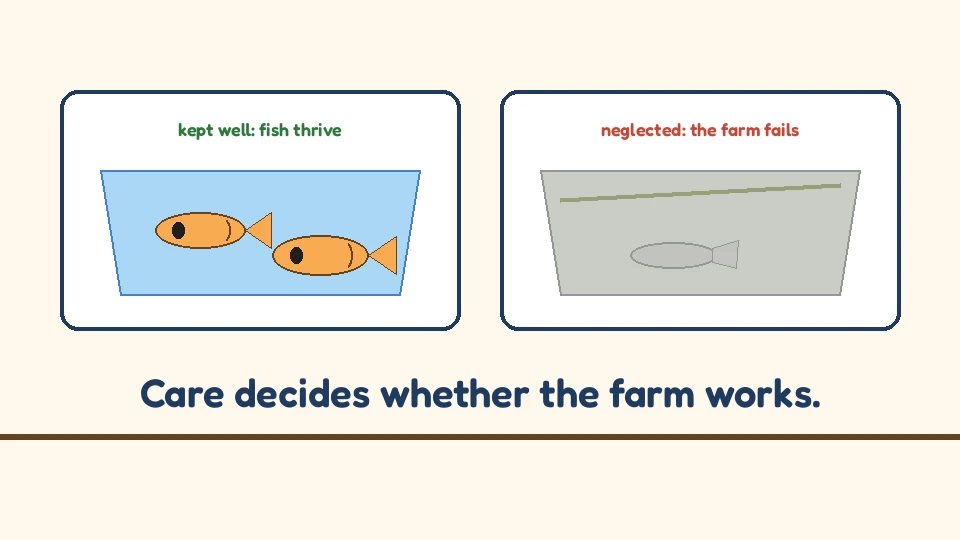 kept well: fish thrive
neglected: the farm fails
Care decides whether the farm works.